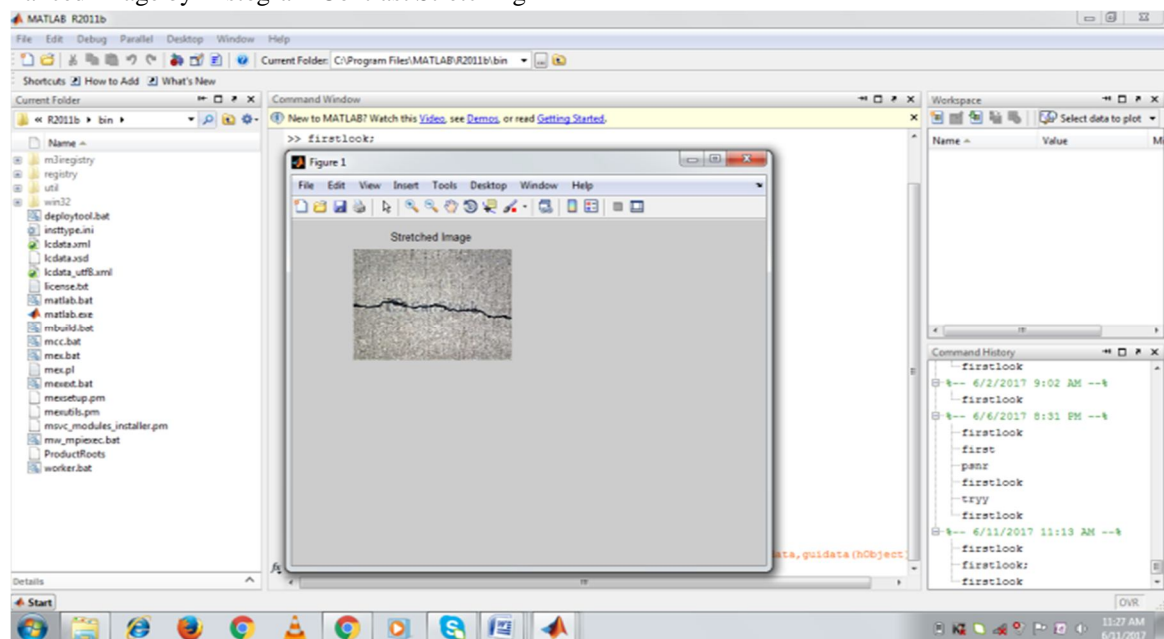 MATLAB R2011b
File Edit Debug Parallel Desktop Window Help
Current Folder: C:\Program Files\MATLAB\R2011b\bin
Shortcuts How to Add What's New
Current Folder
« R2011b bin
Name
m3iregistry
registry
util
win32
deploytool.bat
insttype.ini
lcdata.xml
lcdata.xsd
lcdata_utf8.xml
license.txt
matlab.bat
matlab.exe
mbuild.bat
mcc.bat
mex.bat
mex.pl
mexext.bat
mexsetup.pm
mexutils.pm
msvc_modules_installer.pm
mw_mpiexec.bat
ProductRoots
worker.bat
Details
Command Window
New to MATLAB? Watch this Video, see Demos, or read Getting Started.
>> firstlook;
Figure 1
File Edit View Insert Tools Desktop Window Help
Stretched Image
ata,guidata(hObject
fx
Workspace
Select data to plot
Name Value Mi
Command History
firstlook
%-- 6/2/2017 9:02 AM --%
firstlook
%-- 6/6/2017 8:31 PM --%
firstlook
first
psnr
firstlook
tryy
firstlook
%-- 6/11/2017 11:13 AM --%
firstlook
firstlook;
firstlook
Start
OVR
11:27 AM
6/11/2017